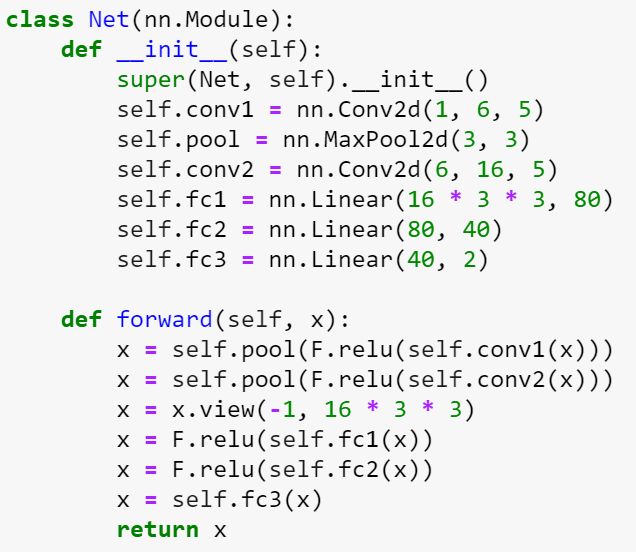 class Net(nn.Module):
    def __init__(self):
        super(Net, self).__init__()
        self.conv1 = nn.Conv2d(1, 6, 5)
        self.pool = nn.MaxPool2d(3, 3)
        self.conv2 = nn.Conv2d(6, 16, 5)
        self.fc1 = nn.Linear(16 * 3 * 3, 80)
        self.fc2 = nn.Linear(80, 40)
        self.fc3 = nn.Linear(40, 2)

    def forward(self, x):
        x = self.pool(F.relu(self.conv1(x)))
        x = self.pool(F.relu(self.conv2(x)))
        x = x.view(-1, 16 * 3 * 3)
        x = F.relu(self.fc1(x))
        x = F.relu(self.fc2(x))
        x = self.fc3(x)
        return x